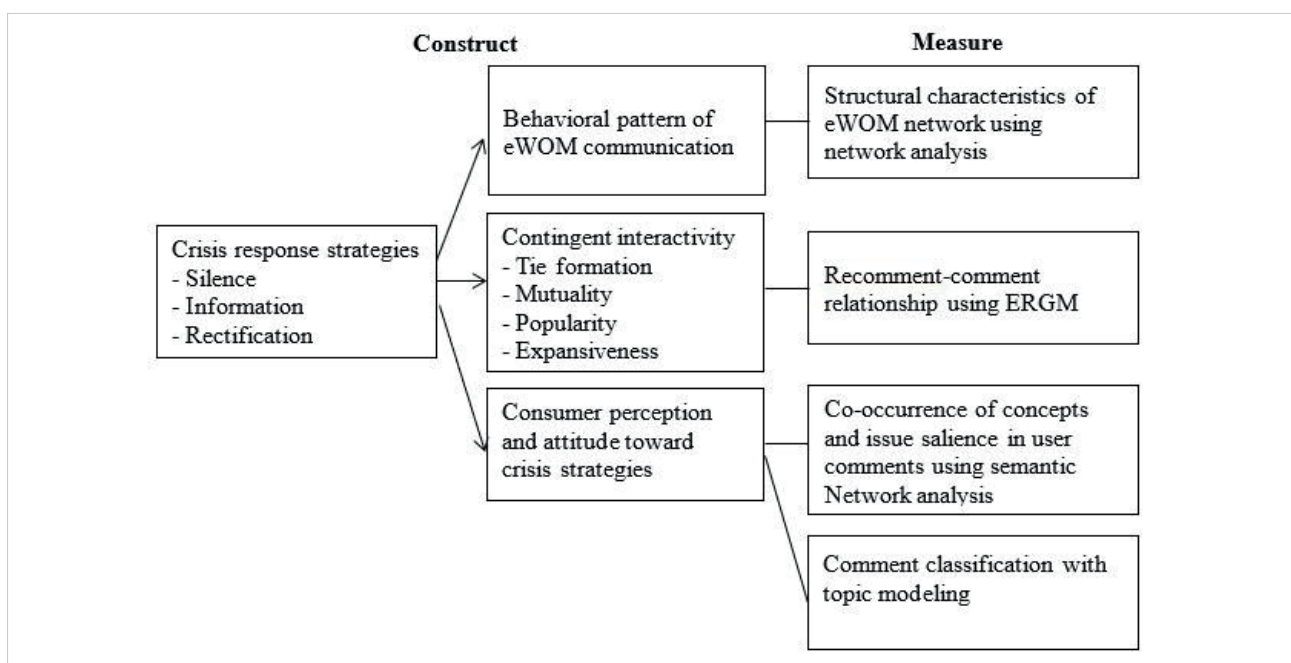 Construct
Measure
Behavioral pattern of
eWOM communication
Structural characteristics of
eWOM network using
network analysis
Crisis response strategies
- Silence
- Information
- Rectification
Contingent interactivity
- Tie formation
- Mutuality
- Popularity
- Expansiveness
Recomment-comment
relationship using ERGM
Consumer perception
and attitude toward
crisis strategies
Co-occurrence of concepts
and issue salience in user
comments using semantic
Network analysis
Comment classification with
topic modeling